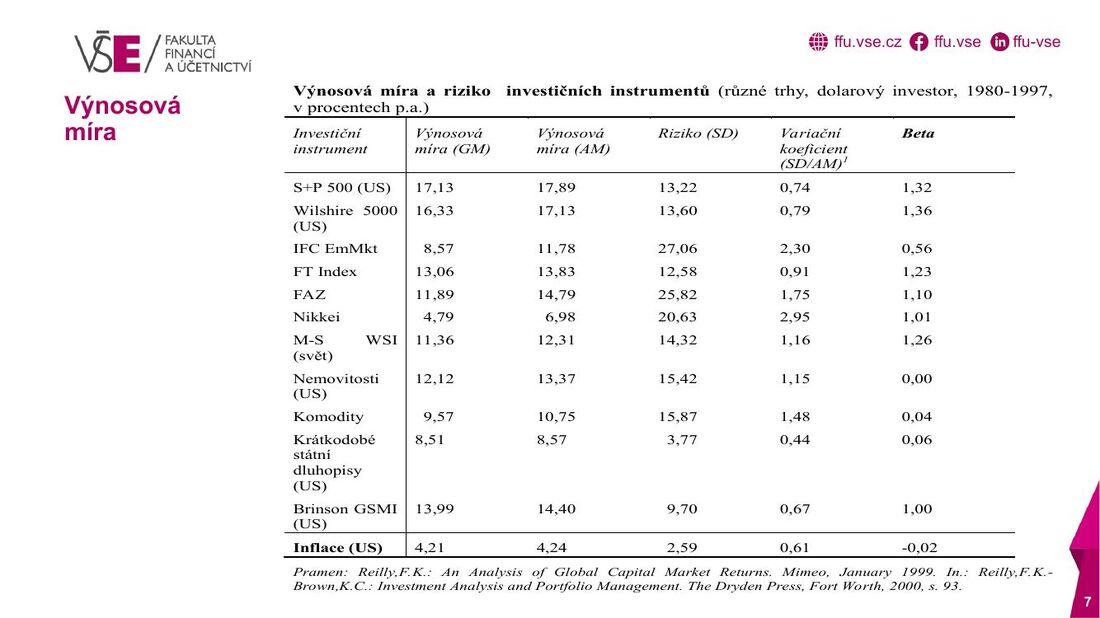 VŠE / FAKULTA
FINANCÍ
A ÚČETNICTVÍ
ffu.vse.cz ffu.vse ffu-vse
Výnosová
míra
Výnosová míra a riziko investičních instrumentů (různé trhy, dolarový investor, 1980-1997,
v procentech p.a.)
Investiční instrument | Výnosová míra (GM) | Výnosová míra (AM) | Riziko (SD) | Variační koeficient (SD/AM)1 | Beta
S+P 500 (US) 17,13 17,89 13,22 0,74 1,32
Wilshire 5000 (US) 16,33 17,13 13,60 0,79 1,36
IFC EmMkt 8,57 11,78 27,06 2,30 0,56
FT Index 13,06 13,83 12,58 0,91 1,23
FAZ 11,89 14,79 25,82 1,75 1,10
Nikkei 4,79 6,98 20,63 2,95 1,01
M-S WSI (svět) 11,36 12,31 14,32 1,16 1,26
Nemovitosti (US) 12,12 13,37 15,42 1,15 0,00
Komodity 9,57 10,75 15,87 1,48 0,04
Krátkodobé státní dluhopisy (US) 8,51 8,57 3,77 0,44 0,06
Brinson GSMI (US) 13,99 14,40 9,70 0,67 1,00
Inflace (US) 4,21 4,24 2,59 0,61 -0,02
Pramen: Reilly,F.K.: An Analysis of Global Capital Market Returns. Mimeo, January 1999. In.: Reilly,F.K.-
Brown,K.C.: Investment Analysis and Portfolio Management. The Dryden Press, Fort Worth, 2000, s. 93.
7